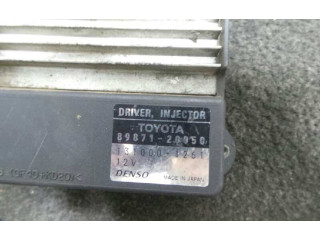 DRIVER, INJECTOR
TOYOTA
89871-20050
12V
DENSO MADE IN JAPAN